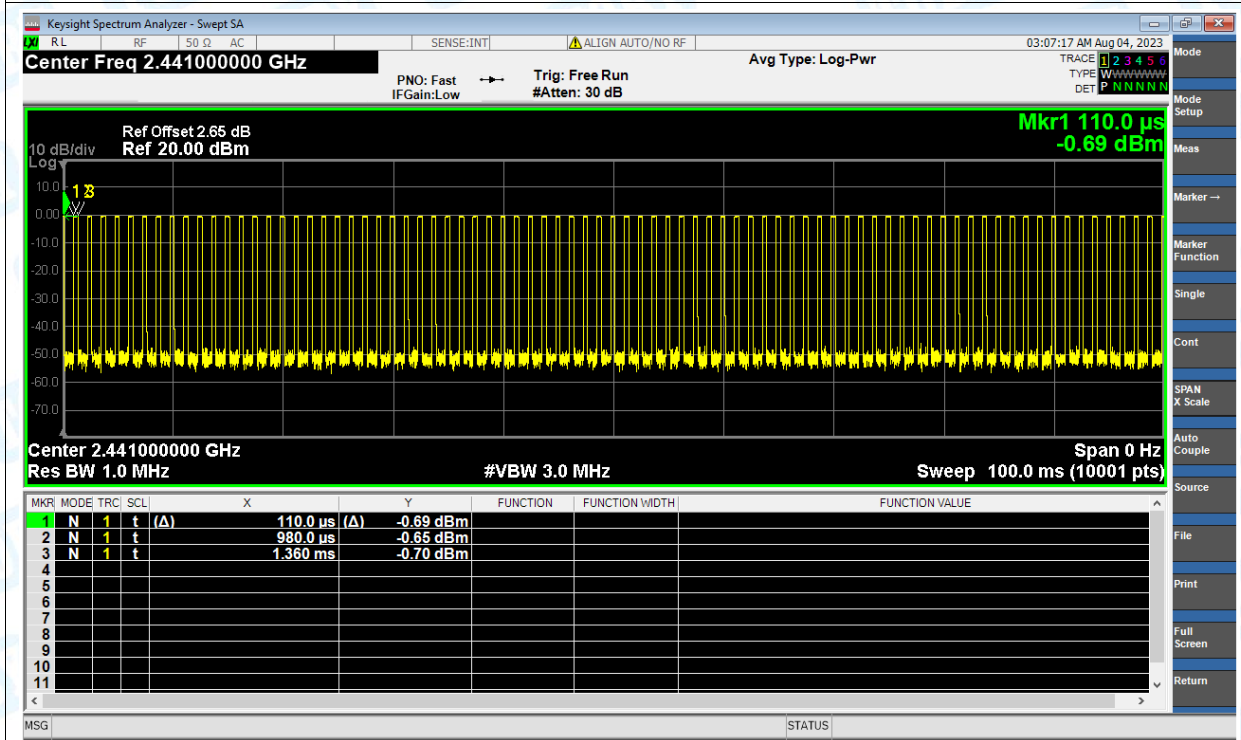 Keysight Spectrum Analyzer - Swept SA
LXI RL RF 50 Ω AC SENSE:INT ALIGN AUTO/NO RF 03:07:17 AM Aug 04, 2023
Center Freq 2.441000000 GHz Avg Type: Log-Pwr TRACE 1 2 3 4 5 6
PNO: Fast Trig: Free Run TYPE WWWWWW
IFGain:Low #Atten: 30 dB DET P N N N N N
Mkr1 110.0 µs
Ref Offset 2.65 dB
10 dB/div Ref 20.00 dBm -0.69 dBm
Log
10.0
1 2 3
0.00
-10.0
-20.0
-30.0
-40.0
-50.0
-60.0
-70.0
Center 2.441000000 GHz Span 0 Hz
Res BW 1.0 MHz #VBW 3.0 MHz Sweep 100.0 ms (10001 pts)
MKR MODE TRC SCL X Y FUNCTION FUNCTION WIDTH FUNCTION VALUE
1 N 1 t (Δ) 110.0 µs (Δ) -0.69 dBm
2 N 1 t 980.0 µs -0.65 dBm
3 N 1 t 1.360 ms -0.70 dBm
4
5
6
7
8
9
10
11
MSG STATUS
Mode
Mode
Setup
Meas
Marker →
Marker
Function
Single
Cont
SPAN
X Scale
Auto
Couple
Source
File
Print
Full
Screen
Return